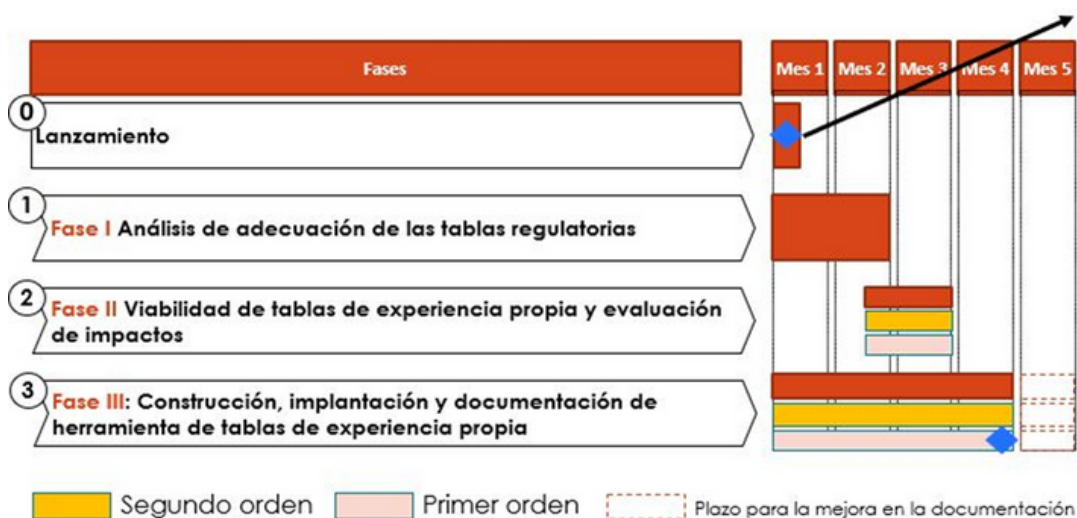 Fases
Mes 1 Mes 2 Mes 3 Mes 4 Mes 5
0
Lanzamiento
1
Fase I Análisis de adecuación de las tablas regulatorias
2
Fase II Viabilidad de tablas de experiencia propia y evaluación
de impactos
3
Fase III: Construcción, implantación y documentación de
herramienta de tablas de experiencia propia
Segundo orden
Primer orden
Plazo para la mejora en la documentación